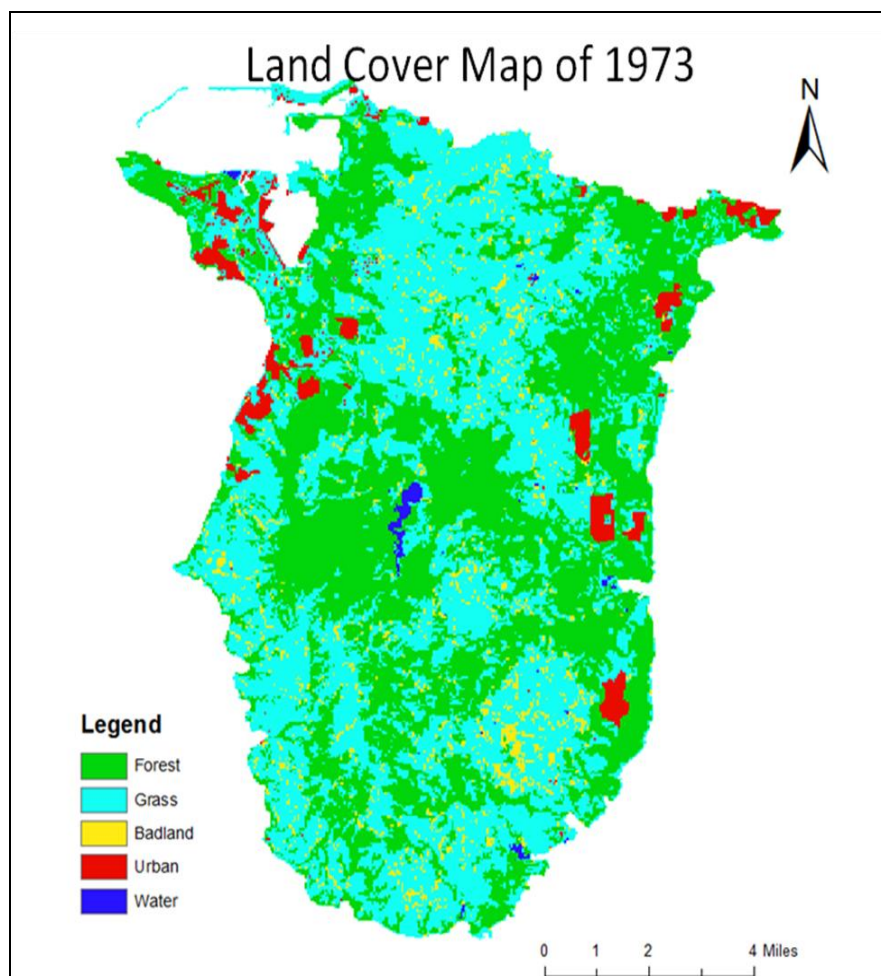 Land Cover Map of 1973
N
Legend
Forest
Grass
Badland
Urban
Water
0 1 2 4 Miles